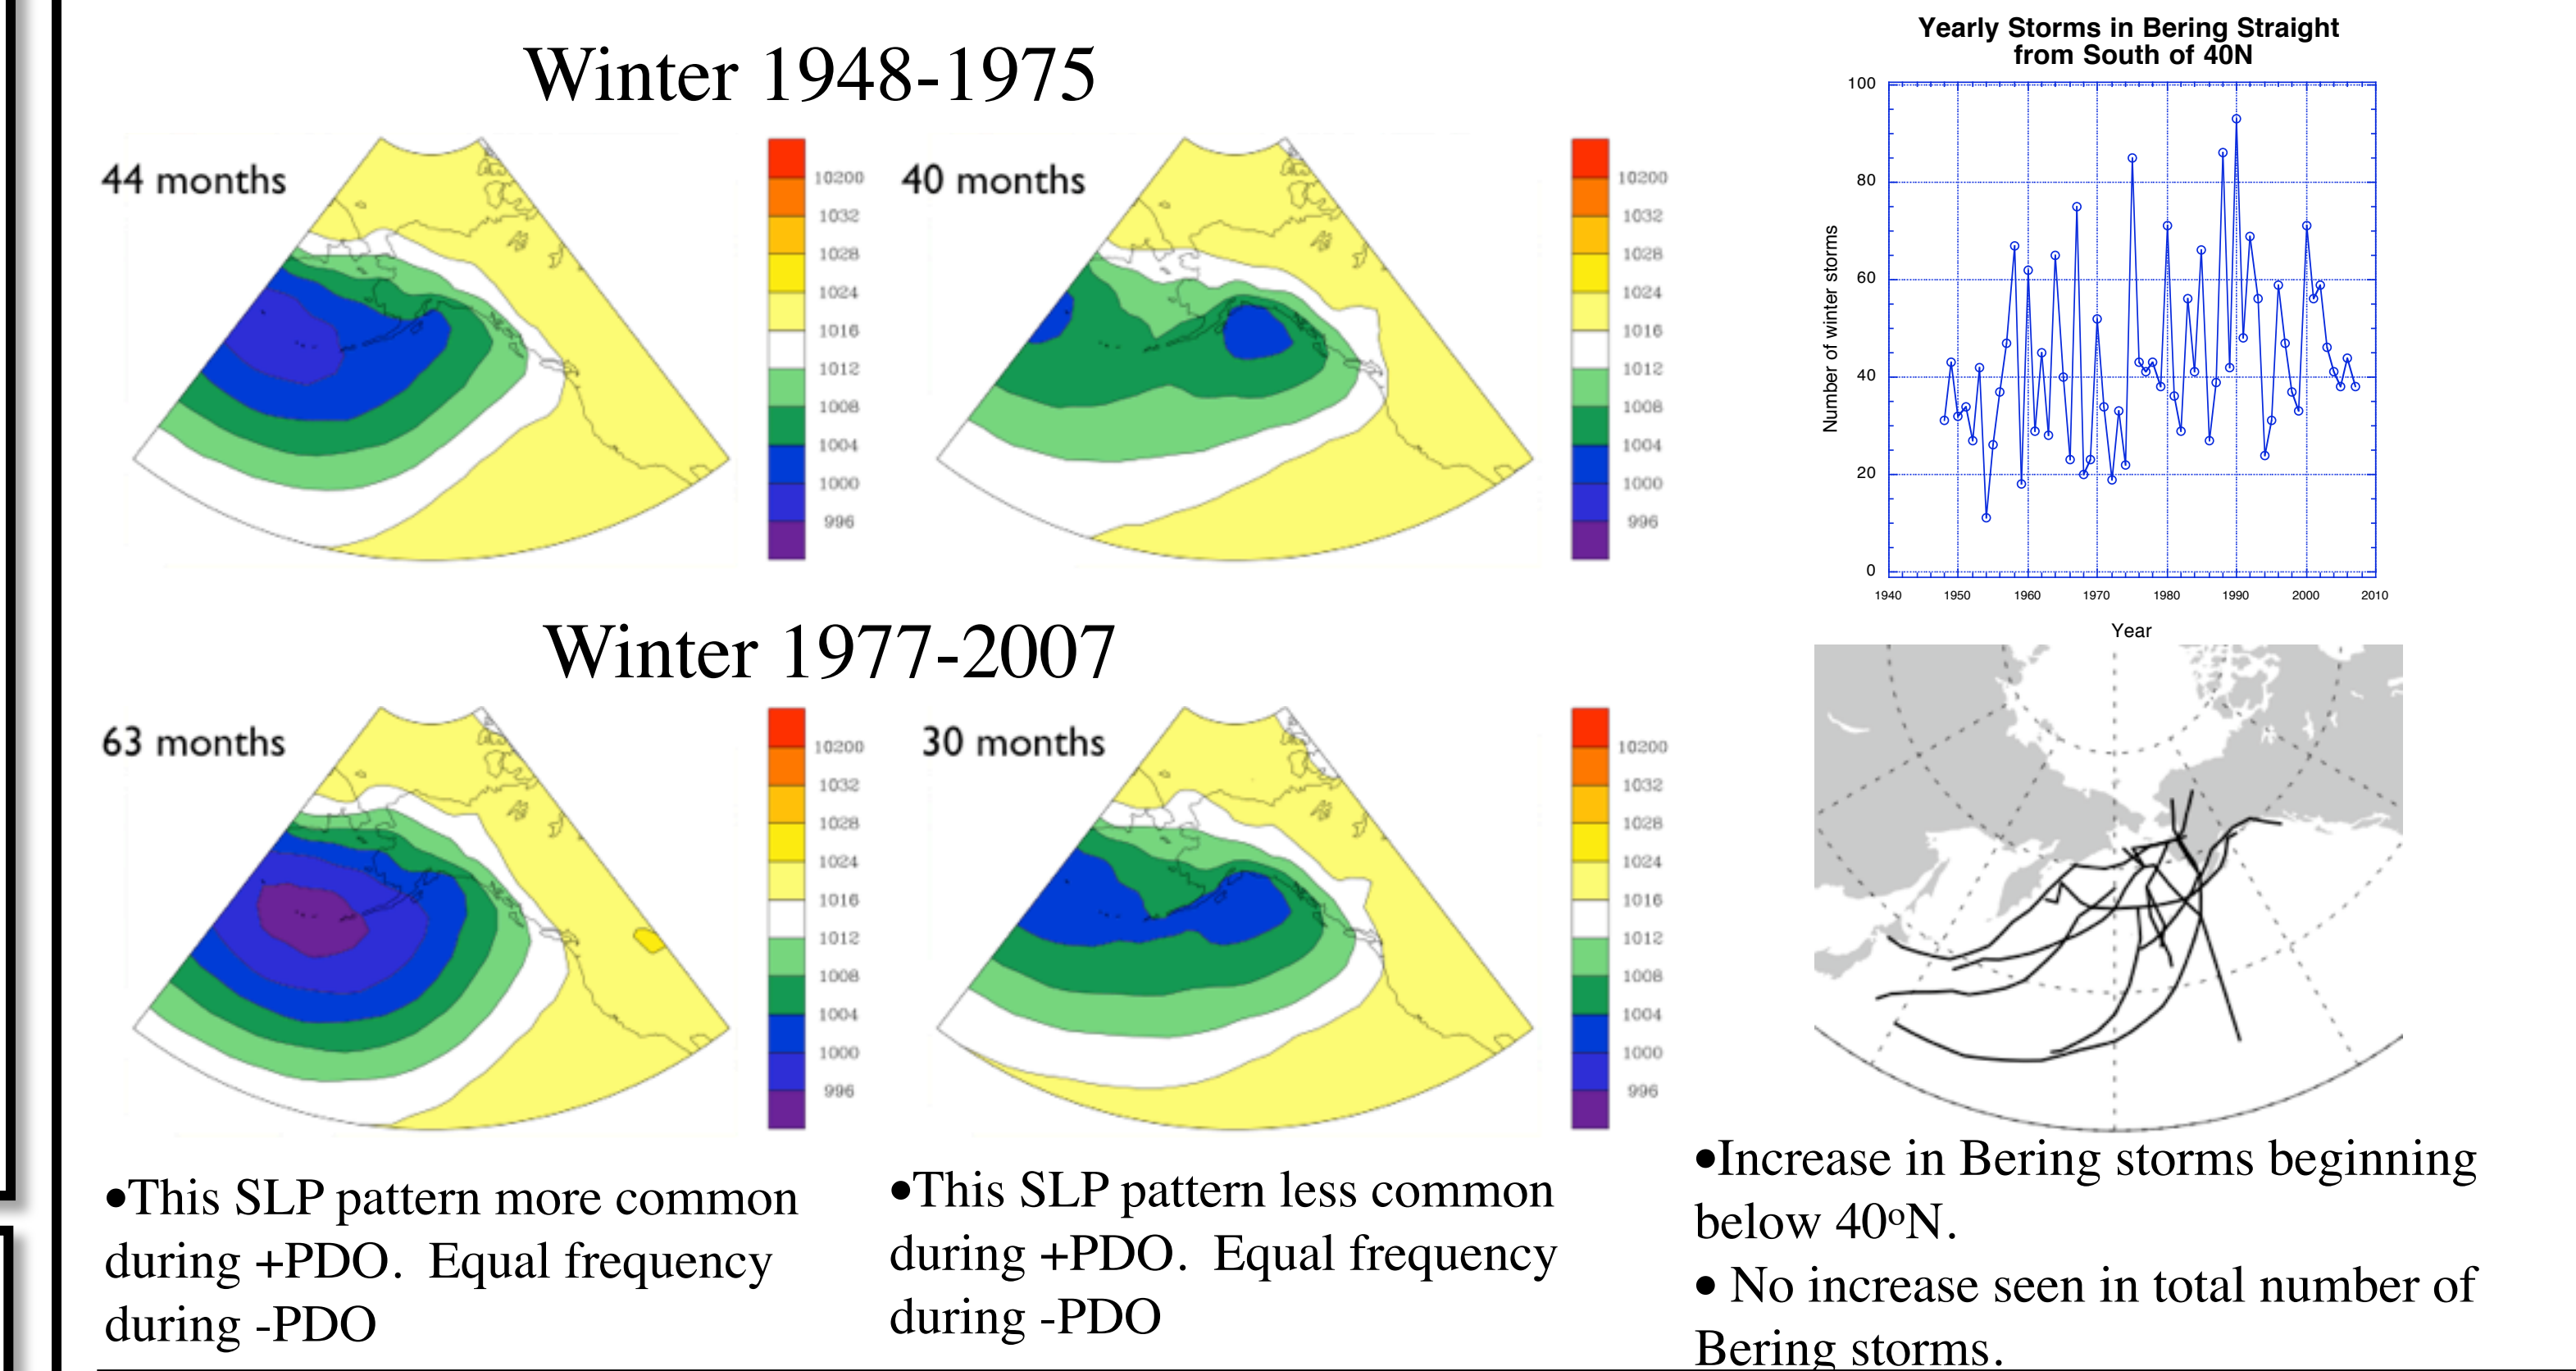 Winter 1948-1975
44 months
10200
1032
1028
1024
1016
1012
1008
1004
1000
996
40 months
10200
1032
1028
1024
1016
1012
1008
1004
1000
996
Winter 1977-2007
63 months
10200
1032
1028
1024
1016
1012
1008
1004
1000
996
30 months
10200
1032
1028
1024
1016
1012
1008
1004
1000
996
•This SLP pattern more common
during +PDO. Equal frequency
during -PDO
•This SLP pattern less common
during +PDO. Equal frequency
during -PDO
Yearly Storms in Bering Straight
from South of 40N
Number of winter storms
100
80
60
40
20
0
1940 1950 1960 1970 1980 1990 2000 2010
Year
•Increase in Bering storms beginning
below 40ºN.
• No increase seen in total number of
Bering storms.